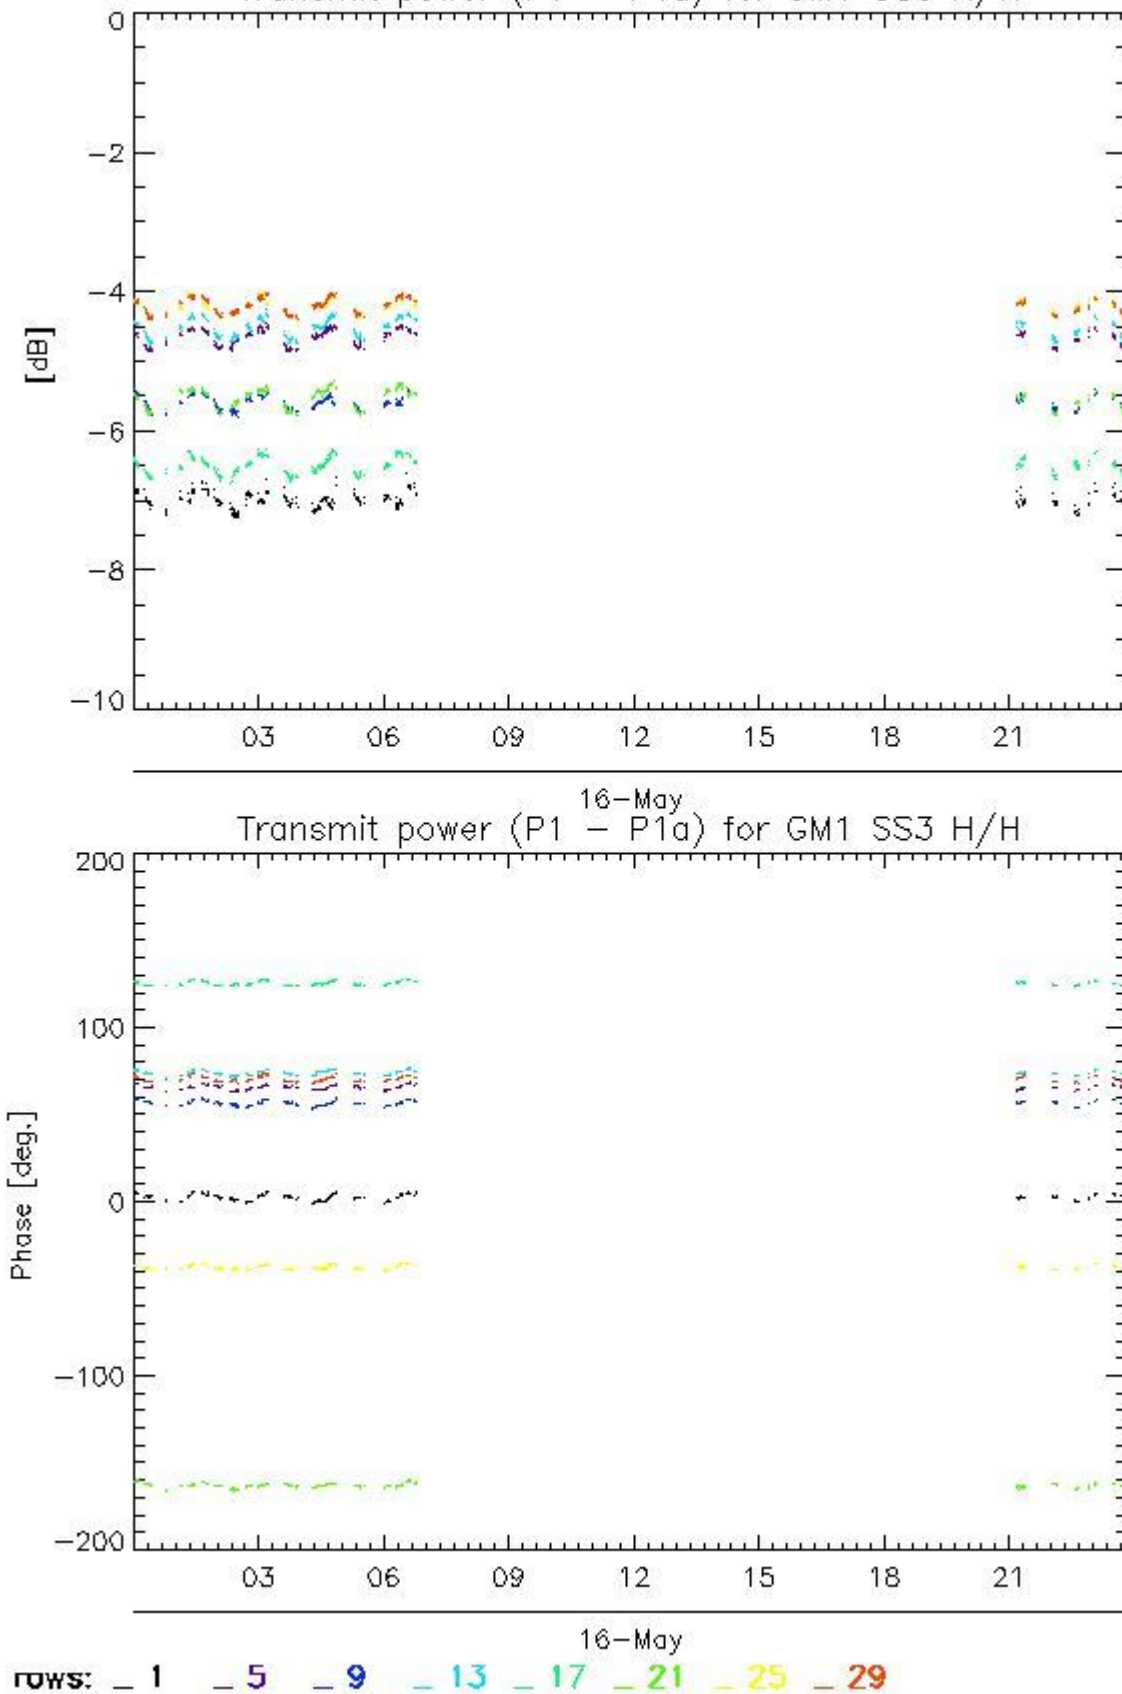 0
−2
−4
[dB]
−6
−8
−10
03 06 09 12 15 18 21
16−May
Transmit power (P1 − P1a) for GM1 SS3 H/H
200
100
Phase [deg.]
0
−100
−200
03 06 09 12 15 18 21
16−May
rows: _ 1 _ 5 _ 9 _ 13 _ 17 _ 21 _ 25 _ 29